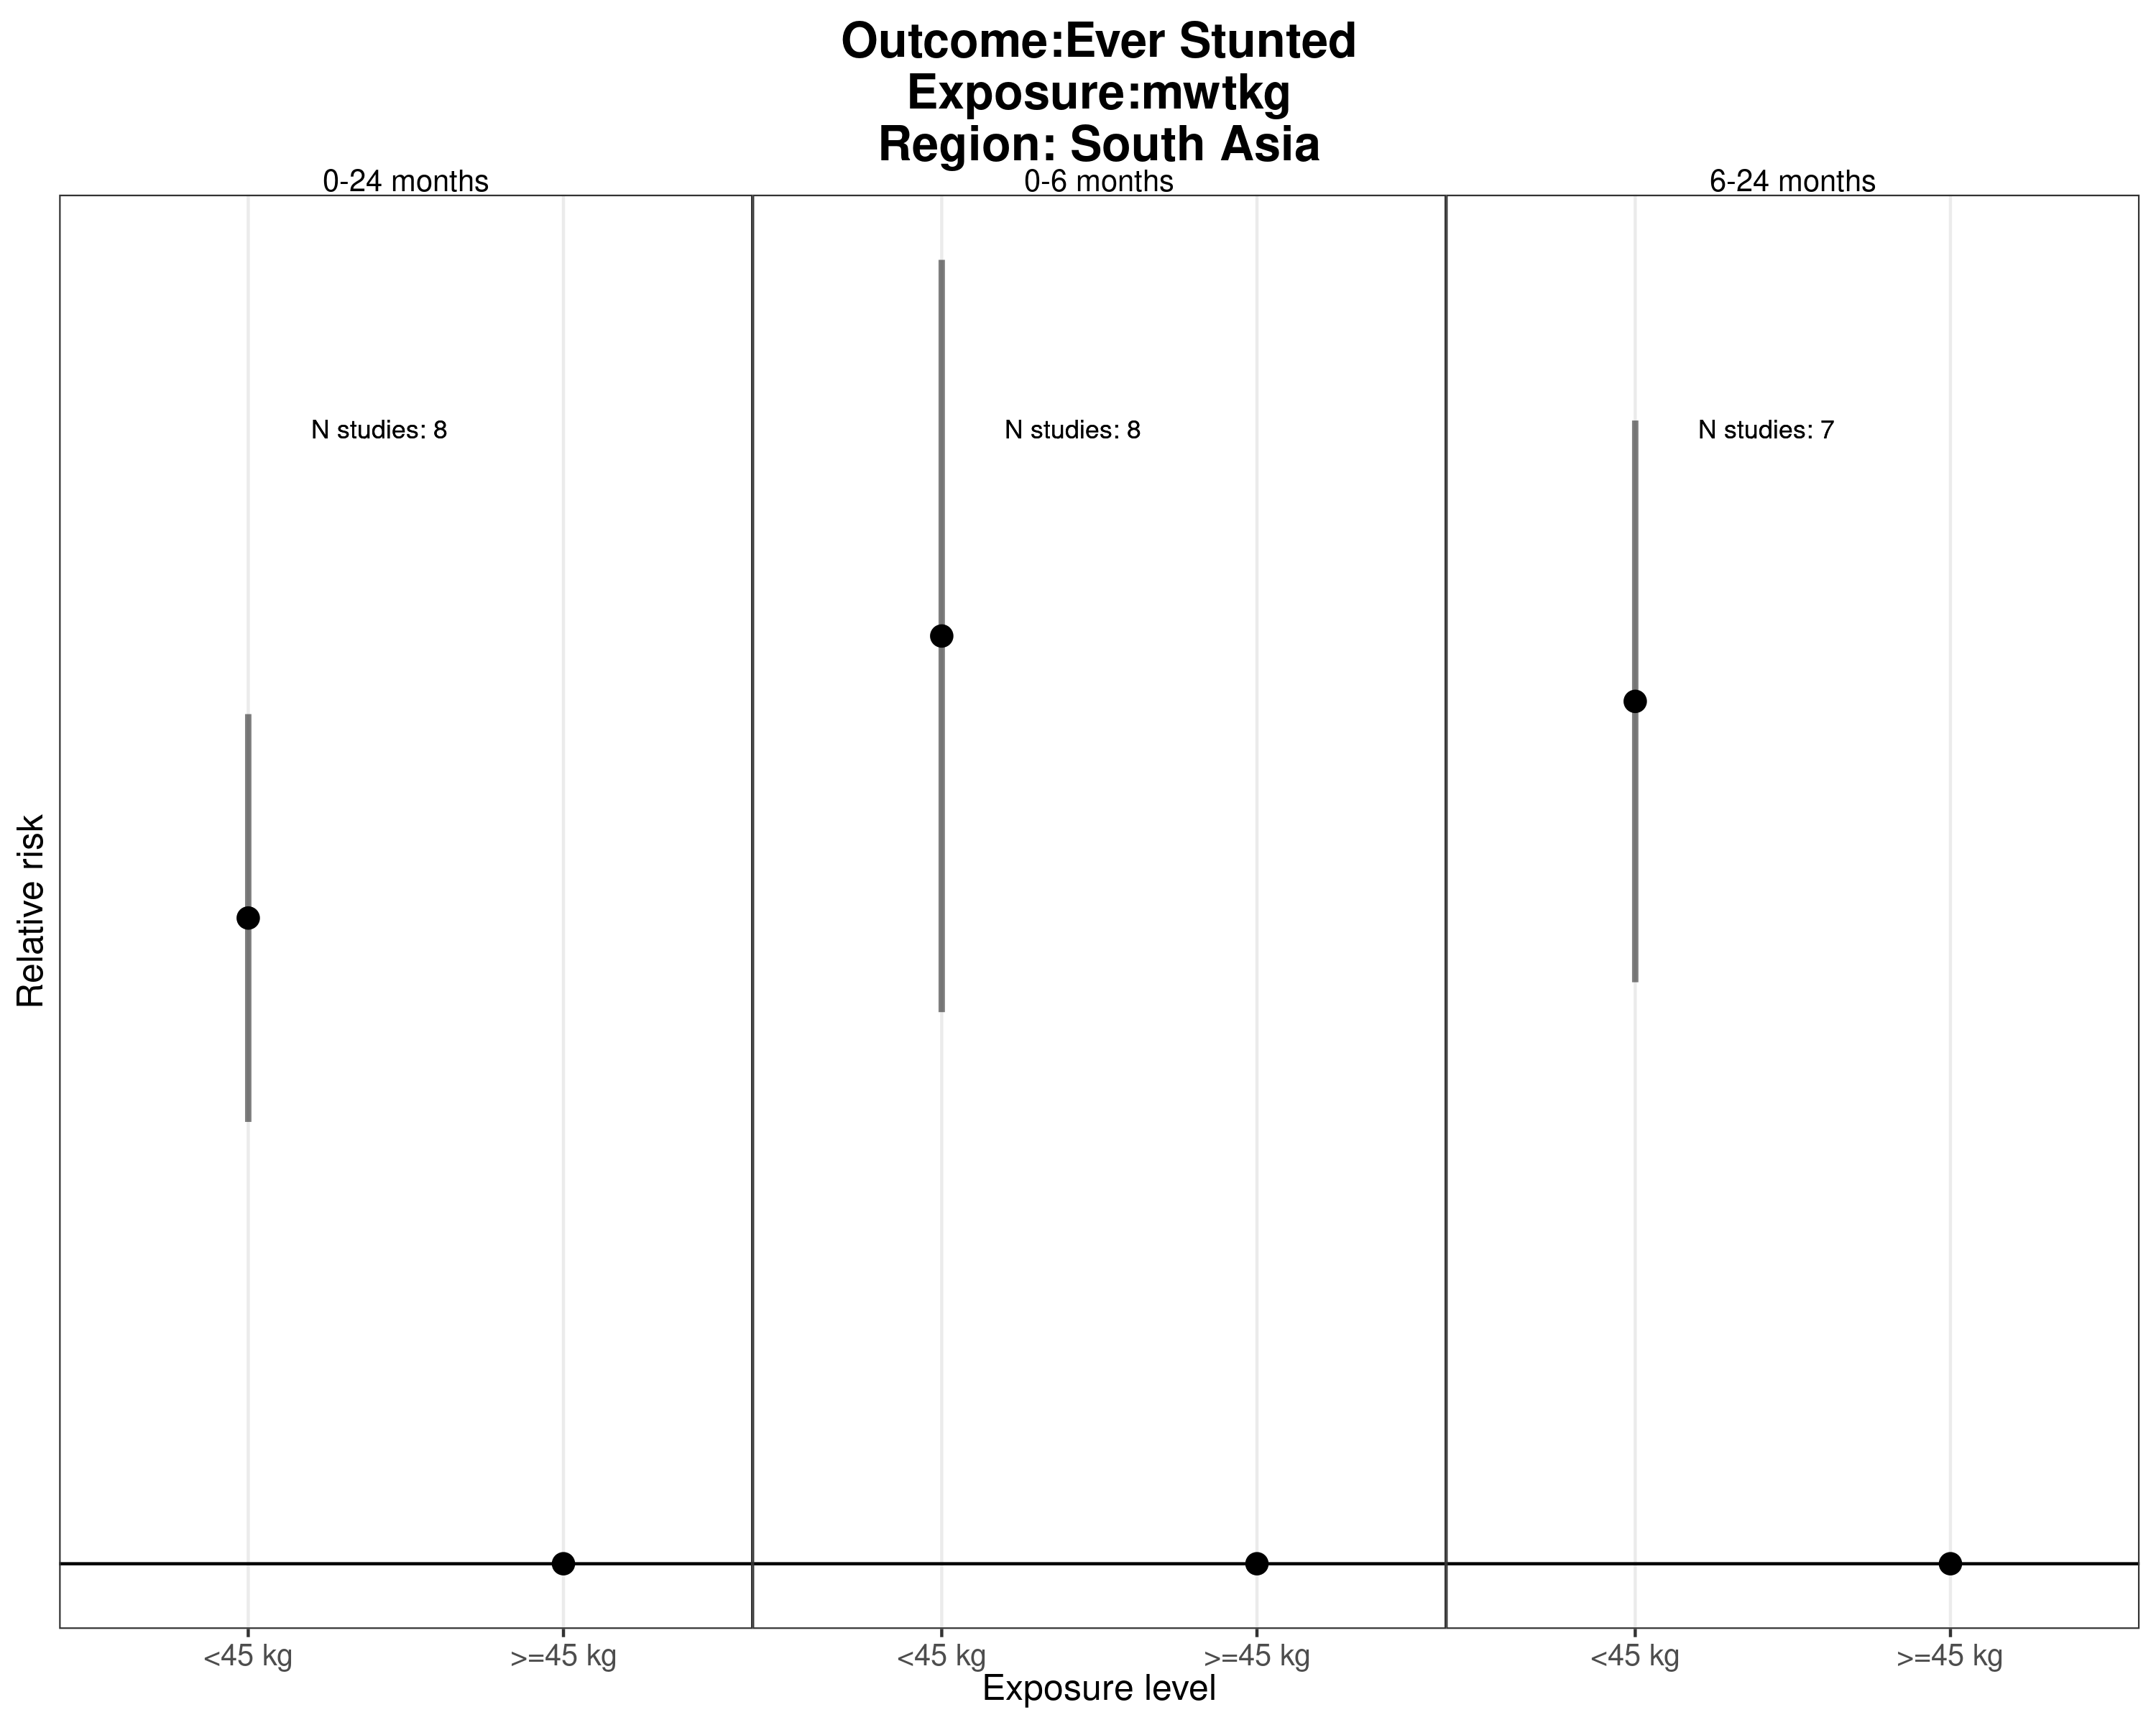 Outcome:Ever Stunted
Exposure:mwtkg
Region: South Asia
0-24 months
0-6 months
6-24 months
N studies: 8
N studies: 8
N studies: 7
Relative risk
<45 kg
>=45 kg
<45 kg
>=45 kg
<45 kg
>=45 kg
Exposure level